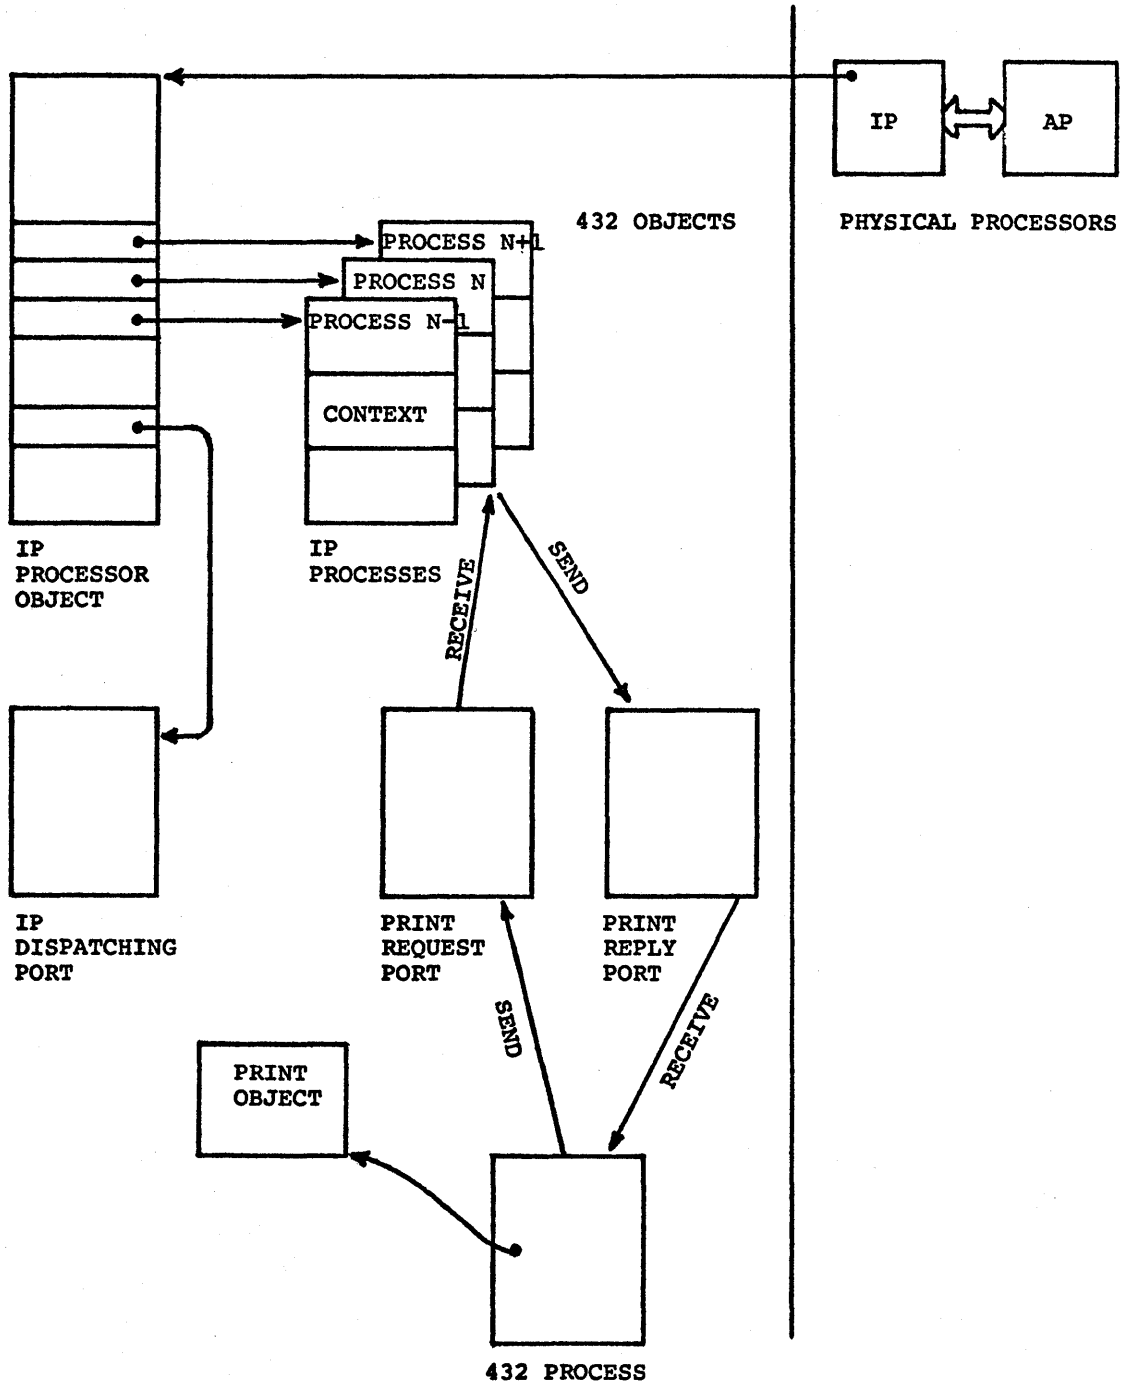 IP
AP
432 OBJECTS
PHYSICAL PROCESSORS
PROCESS N+1
PROCESS N
PROCESS N-1
CONTEXT
IP
PROCESSOR
OBJECT
IP
PROCESSES
RECEIVE
SEND
IP
DISPATCHING
PORT
PRINT
REQUEST
PORT
PRINT
REPLY
PORT
SEND
RECEIVE
PRINT
OBJECT
432 PROCESS